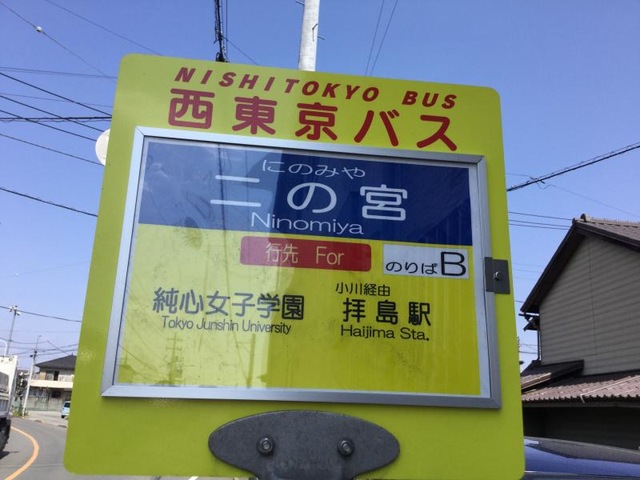 NISHI TOKYO BUS
西東京バス
にのみや
二の宮
Ninomiya
行先 For
のりばB
純心女子学園
Tokyo Junshin University
小川経由
拝島駅
Haijima Sta.